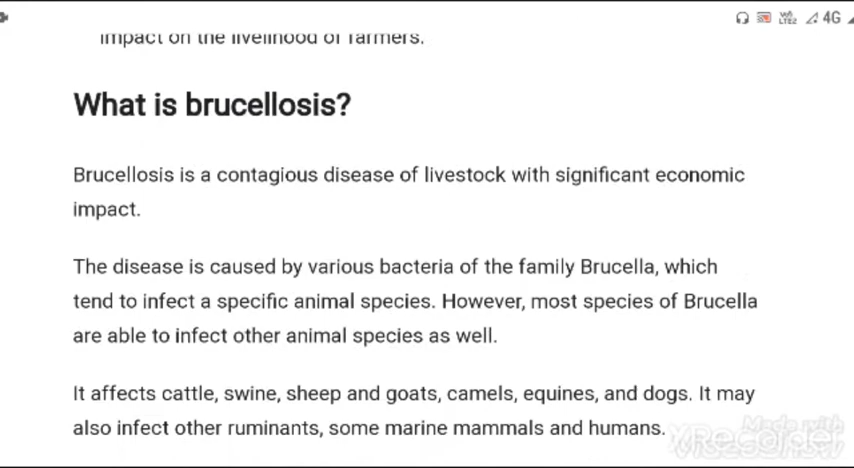 4G
impact on the livelihood of farmers.
What is brucellosis?
Brucellosis is a contagious disease of livestock with significant economic
impact.
The disease is caused by various bacteria of the family Brucella, which
tend to infect a specific animal species. However, most species of Brucella
are able to infect other animal species as well.
It affects cattle, swine, sheep and goats, camels, equines, and dogs. It may
also infect other ruminants, some marine mammals and humans.
Made with